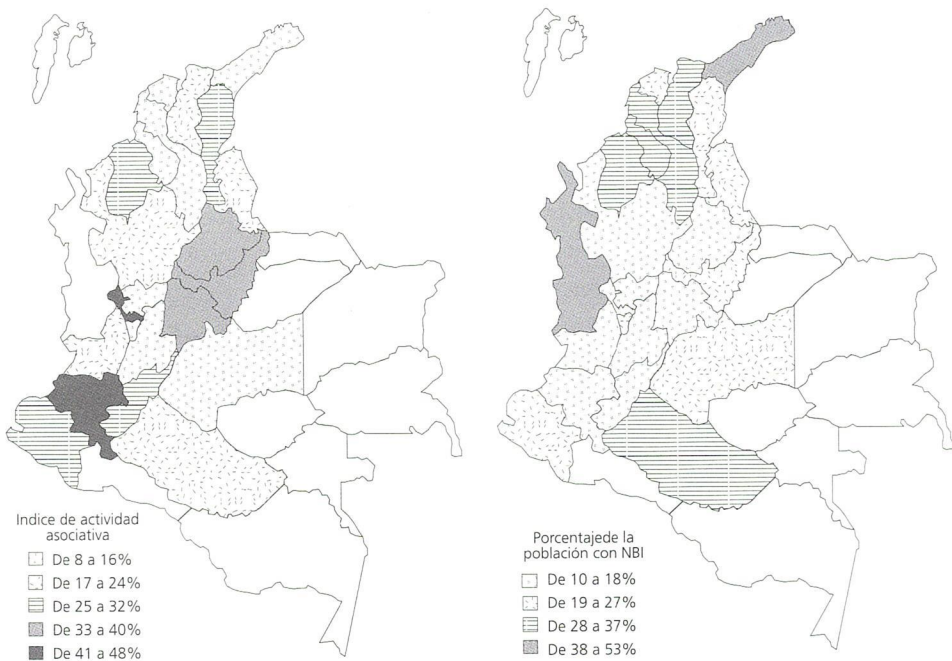 Indice de actividad
asociativa
De 8 a 16%
De 17 a 24%
De 25 a 32%
De 33 a 40%
De 41 a 48%
Porcentajede la
población con NBI
De 10 a 18%
De 19 a 27%
De 28 a 37%
De 38 a 53%